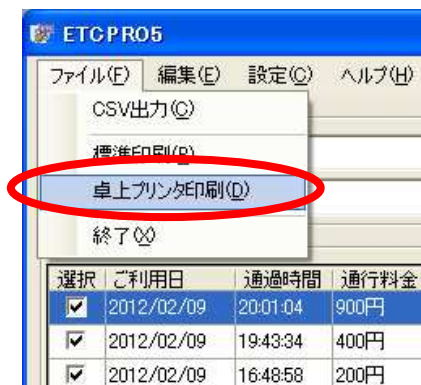 ETCPRO5
ファイル(F) 編集(E) 設定(C) ヘルプ(H)
CSV出力(C)
標準印刷(P)
卓上プリンタ印刷(D)
終了(X)
選択 ご利用日 通過時間 通行料金
2012/02/09 20:01:04 900円
2012/02/09 19:43:34 400円
2012/02/09 16:48:58 200円